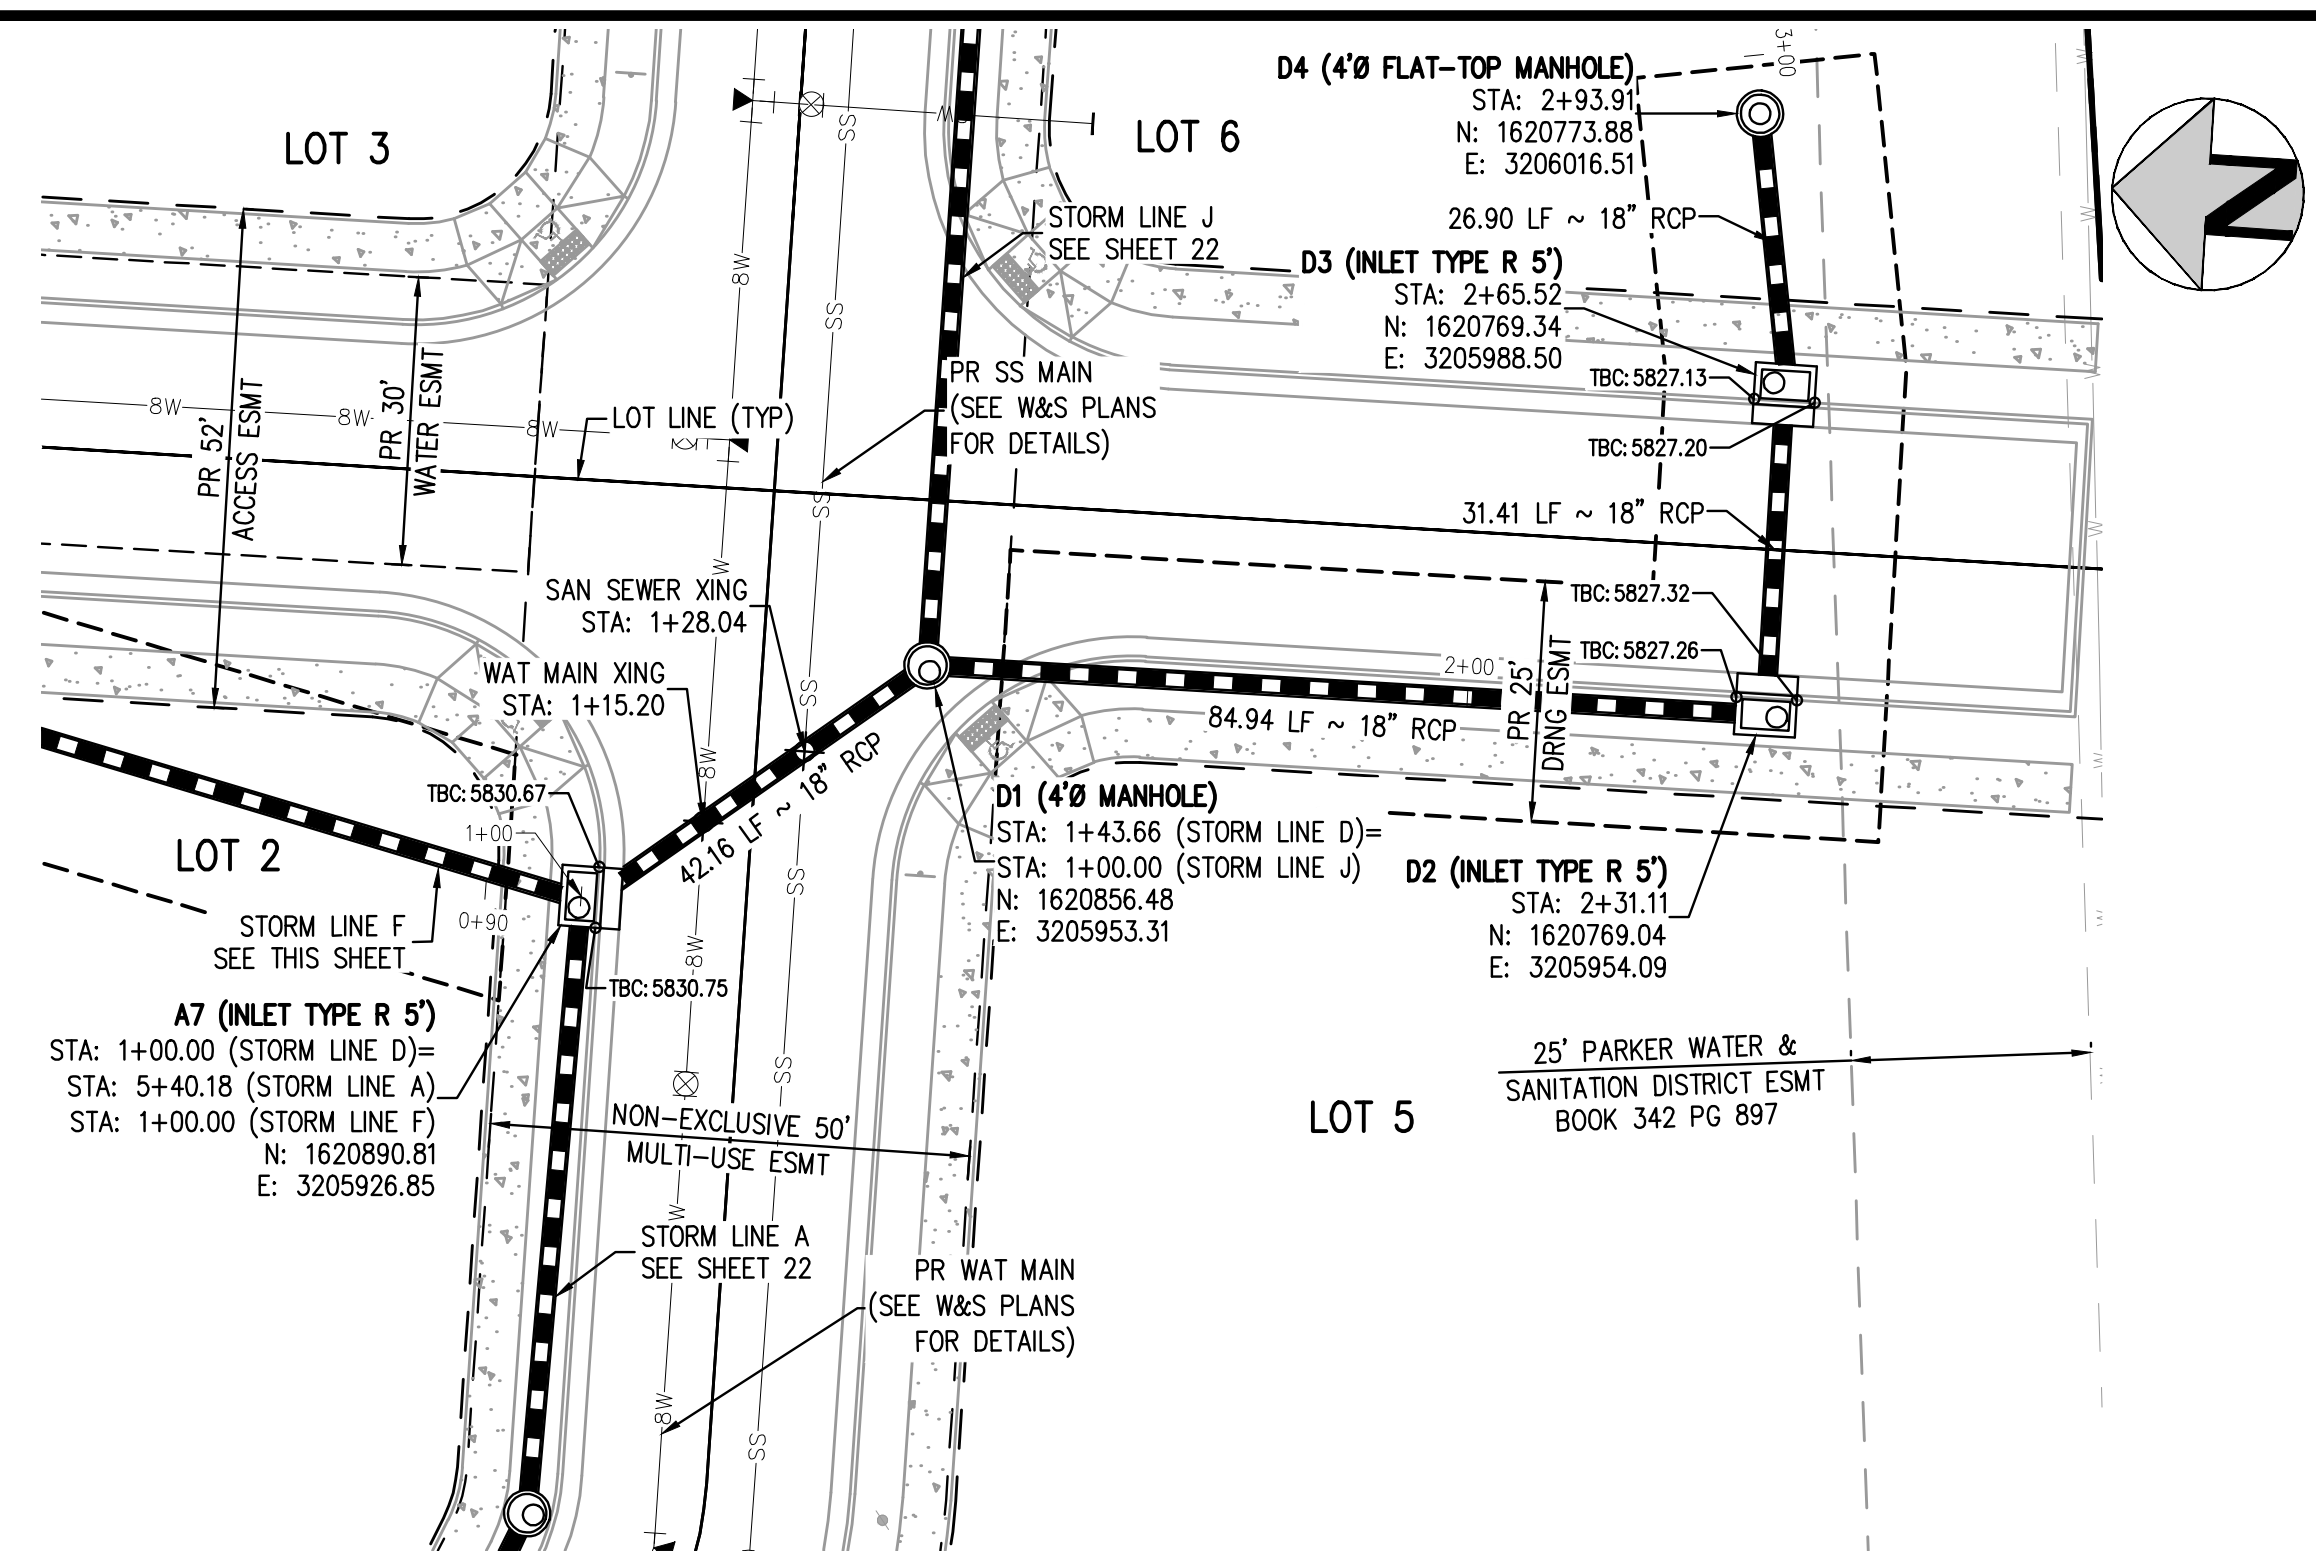 LOT 3
LOT 6
D4 (4'Ø FLAT-TOP MANHOLE)
STA: 2+93.91
N: 1620773.88
E: 3206016.51
3+00
26.90 LF ~ 18" RCP
STORM LINE J
SEE SHEET 22
D3 (INLET TYPE R 5')
STA: 2+65.52
N: 1620769.34
E: 3205988.50
TBC: 5827.13
TBC: 5827.20
PR SS MAIN
(SEE W&S PLANS
FOR DETAILS)
LOT LINE (TYP)
PR 52'
ACCESS ESMT
PR 30'
WATER ESMT
8W
8W
8W
8W
W
SS
SS
SS
31.41 LF ~ 18" RCP
SAN SEWER XING
STA: 1+28.04
WAT MAIN XING
STA: 1+15.20
TBC: 5827.32
TBC: 5827.26
2+00
PR 25'
DRNG ESMT
84.94 LF ~ 18" RCP
42.16 LF ~ 18" RCP
W
SS
8W
TBC: 5830.67
1+00
LOT 2
D1 (4'Ø MANHOLE)
STA: 1+43.66 (STORM LINE D)=
STA: 1+00.00 (STORM LINE J)
N: 1620856.48
E: 3205953.31
D2 (INLET TYPE R 5')
STA: 2+31.11
N: 1620769.04
E: 3205954.09
STORM LINE F
SEE THIS SHEET
0+90
SS
8W
TBC: 5830.75
A7 (INLET TYPE R 5')
STA: 1+00.00 (STORM LINE D)=
STA: 5+40.18 (STORM LINE A)
STA: 1+00.00 (STORM LINE F)
N: 1620890.81
E: 3205926.85
SS
NON-EXCLUSIVE 50'
MULTI-USE ESMT
25' PARKER WATER &
SANITATION DISTRICT ESMT
BOOK 342 PG 897
LOT 5
W
STORM LINE A
SEE SHEET 22
PR WAT MAIN
(SEE W&S PLANS
FOR DETAILS)
8W
SS
N